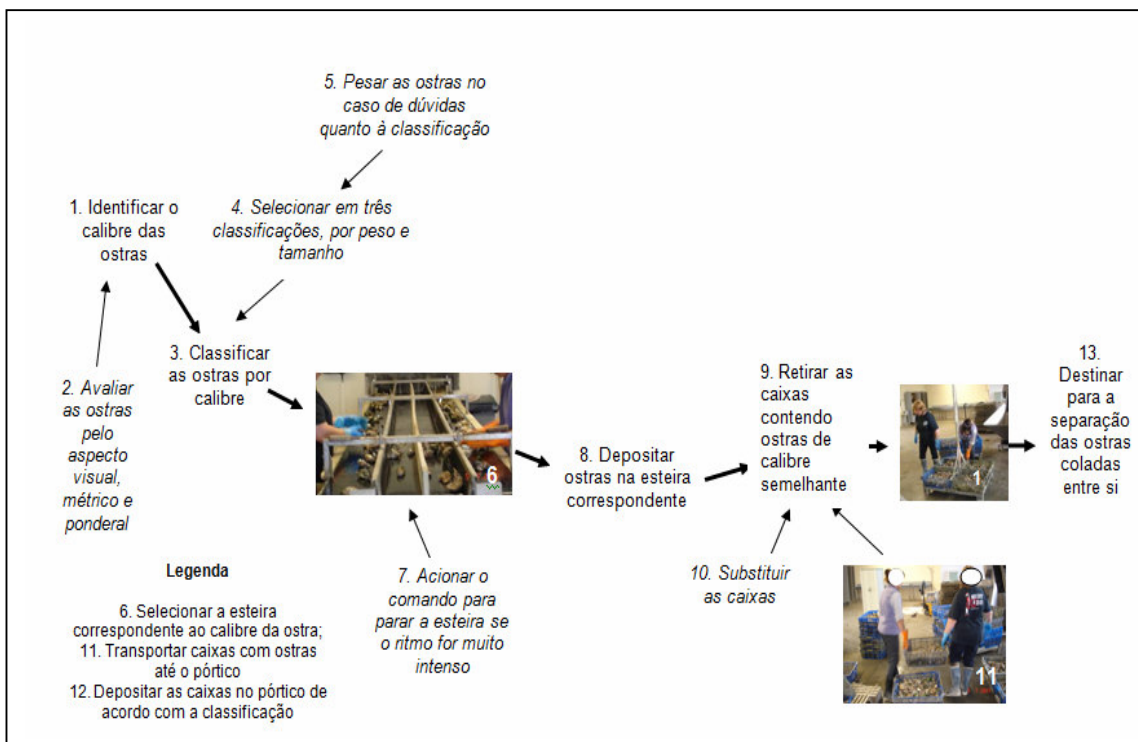 5. Pesar as ostras no
caso de dúvidas
quanto à classificação
1. Identificar o
calibre das
ostras
4. Selecionar em três
classificações, por peso e
tamanho
3. Classificar
as ostras por
calibre
2. Avaliar
as ostras
pelo
aspecto
visual,
métrico e
ponderal
6
8. Depositar
ostras na esteira
correspondente
9. Retirar as
caixas
contendo
ostras de
calibre
semelhante
1
13.
Destinar
para a
separação
das ostras
coladas
entre si
7. Acionar o
comando para
parar a esteira se
o ritmo for muito
intenso
10. Substituir
as caixas
11
Legenda
6. Selecionar a esteira
correspondente ao calibre da ostra;
11. Transportar caixas com ostras
até o pórtico
12. Depositar as caixas no pórtico de
acordo com a classificação